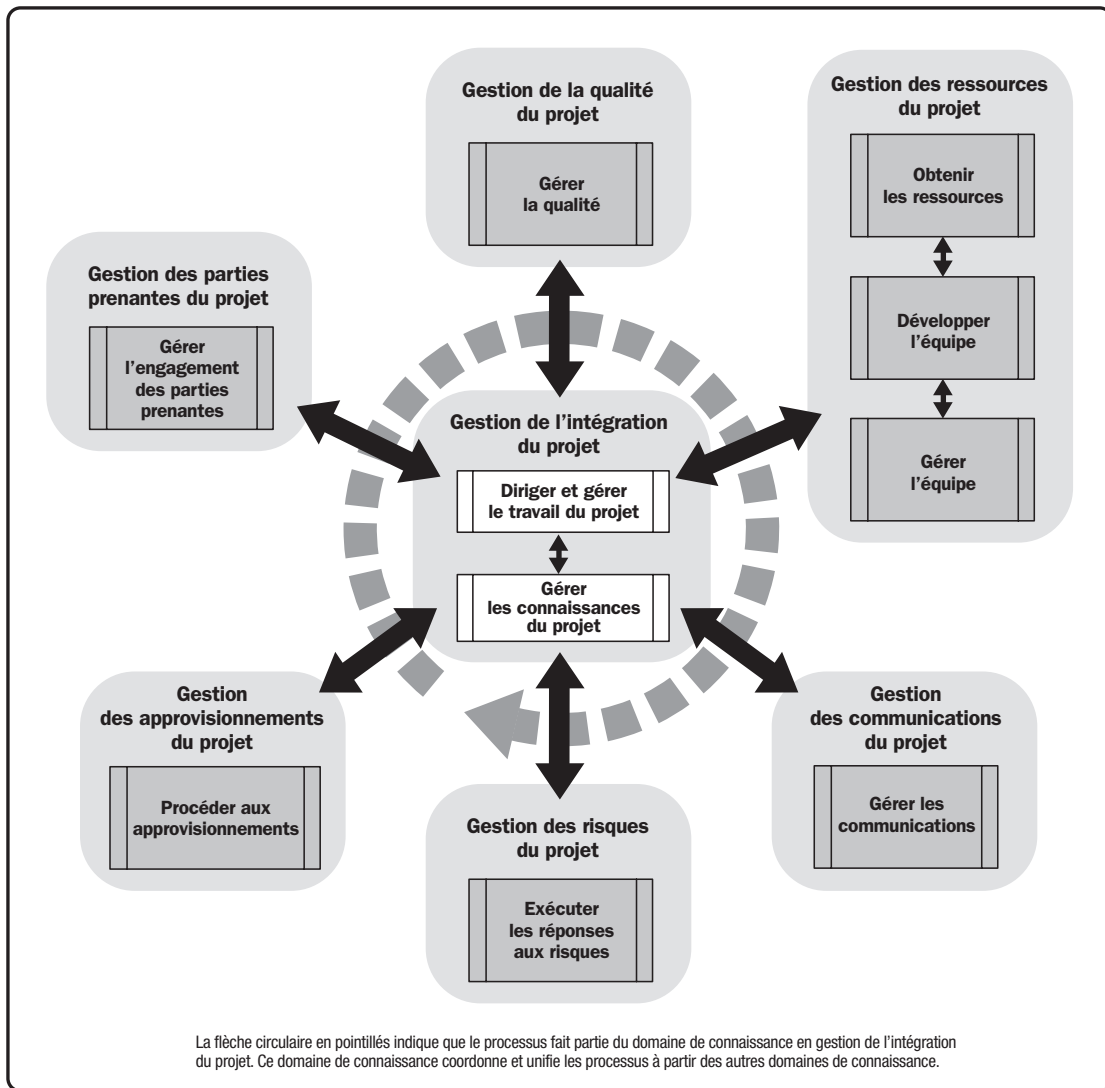 Gestion de la qualité
du projet
Gérer
la qualité
Gestion des ressources
du projet
Obtenir
les ressources
Développer
l’équipe
Gérer
l’équipe
Gestion des parties
prenantes du projet
Gérer
l’engagement
des parties
prenantes
Gestion de l’intégration
du projet
Diriger et gérer
le travail du projet
Gérer
les connaissances
du projet
Gestion
des approvisionnements
du projet
Procéder aux
approvisionnements
Gestion des risques
du projet
Exécuter
les réponses
aux risques
Gestion
des communications
du projet
Gérer les
communications
La flèche circulaire en pointillés indique que le processus fait partie du domaine de connaissance en gestion de l’intégration
du projet. Ce domaine de connaissance coordonne et unifie les processus à partir des autres domaines de connaissance.